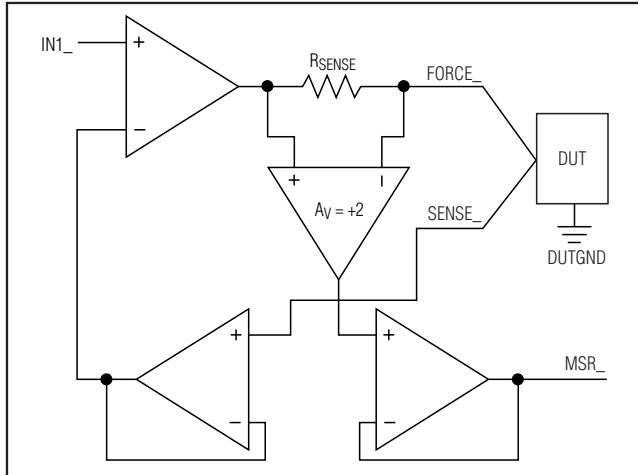 IN1_
+
−
RSENSE
FORCE_
DUT
DUTGND
+
−
AV = +2
SENSE_
+
−
+
−
MSR_